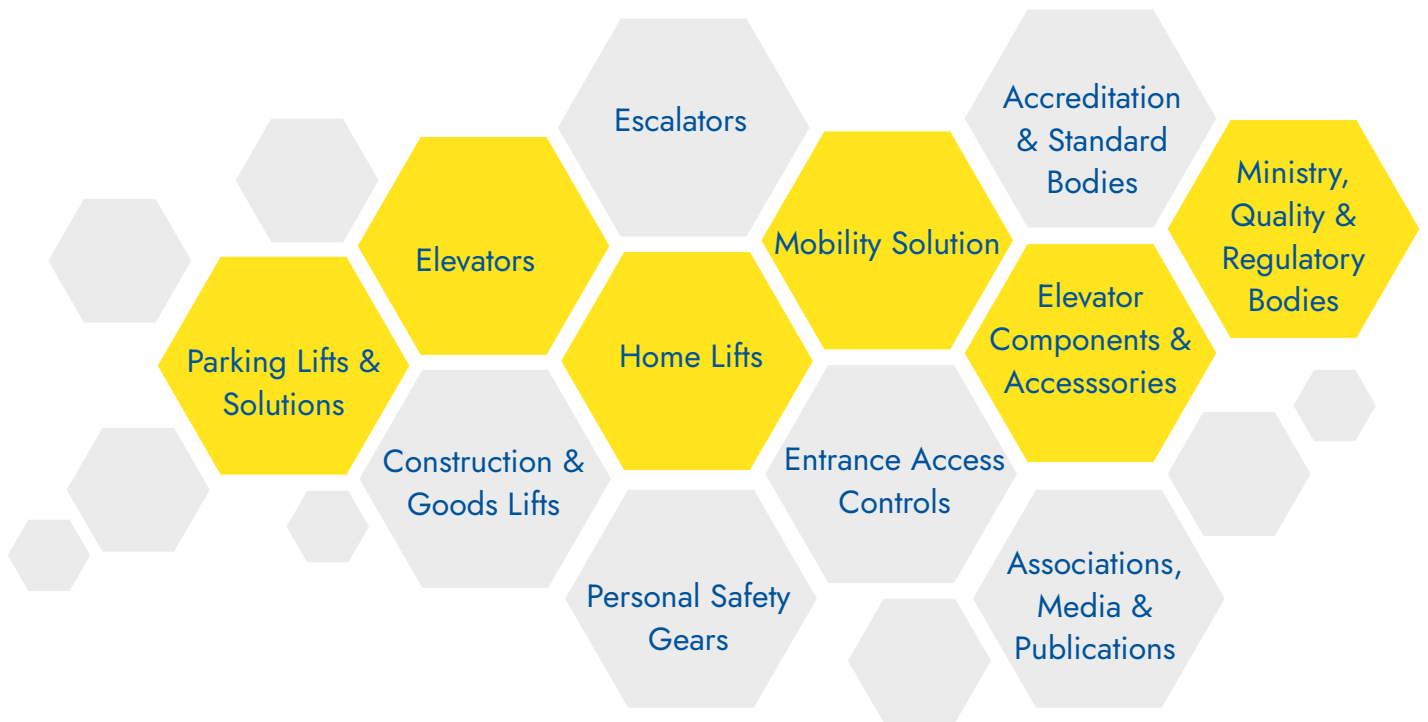 Escalators
Accreditation
& Standard
Bodies
Ministry,
Quality &
Regulatory
Bodies
Elevators
Mobility Solution
Elevator
Components &
Accesssories
Parking Lifts &
Solutions
Home Lifts
Construction &
Goods Lifts
Entrance Access
Controls
Personal Safety
Gears
Associations,
Media &
Publications